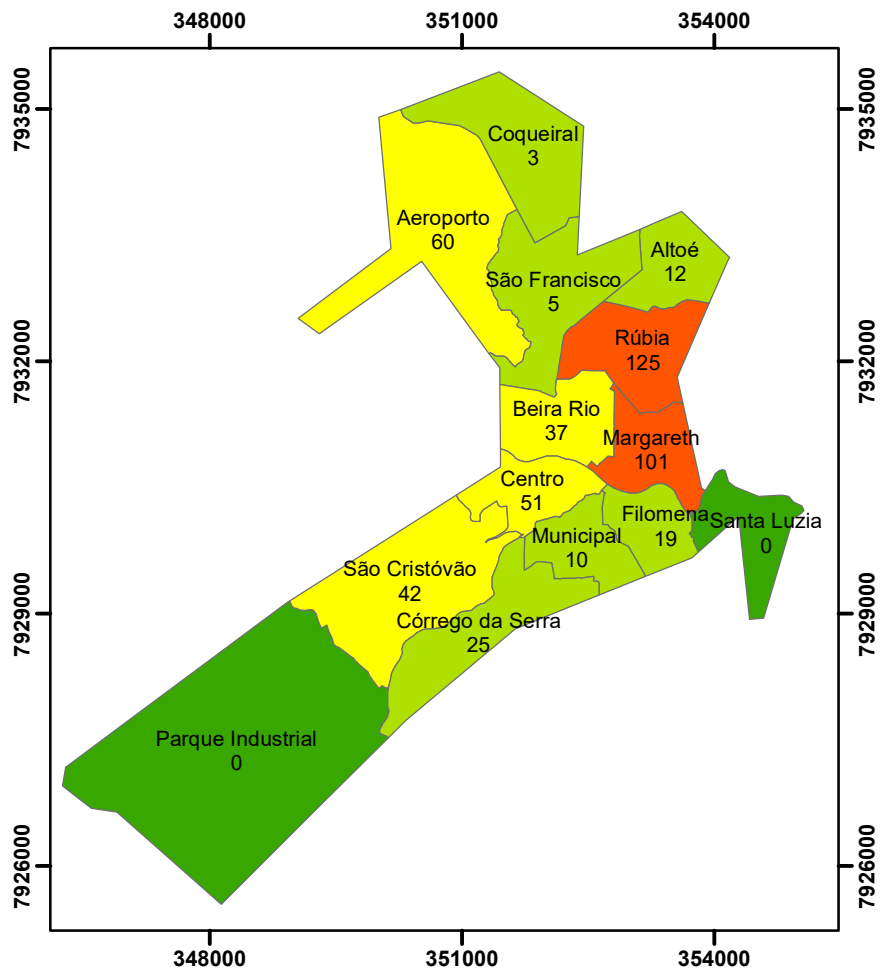 348000
351000
354000
7935000
7935000
Coqueiral
3
Aeroporto
60
Altoé
12
São Francisco
5
Rúbia
125
7932000
7932000
Beira Rio
37
Margareth
101
Centro
51
Filomena
19
Santa Luzia
0
Municipal
10
São Cristóvão
42
Córrego da Serra
25
7929000
7929000
Parque Industrial
0
7926000
7926000
348000
351000
354000